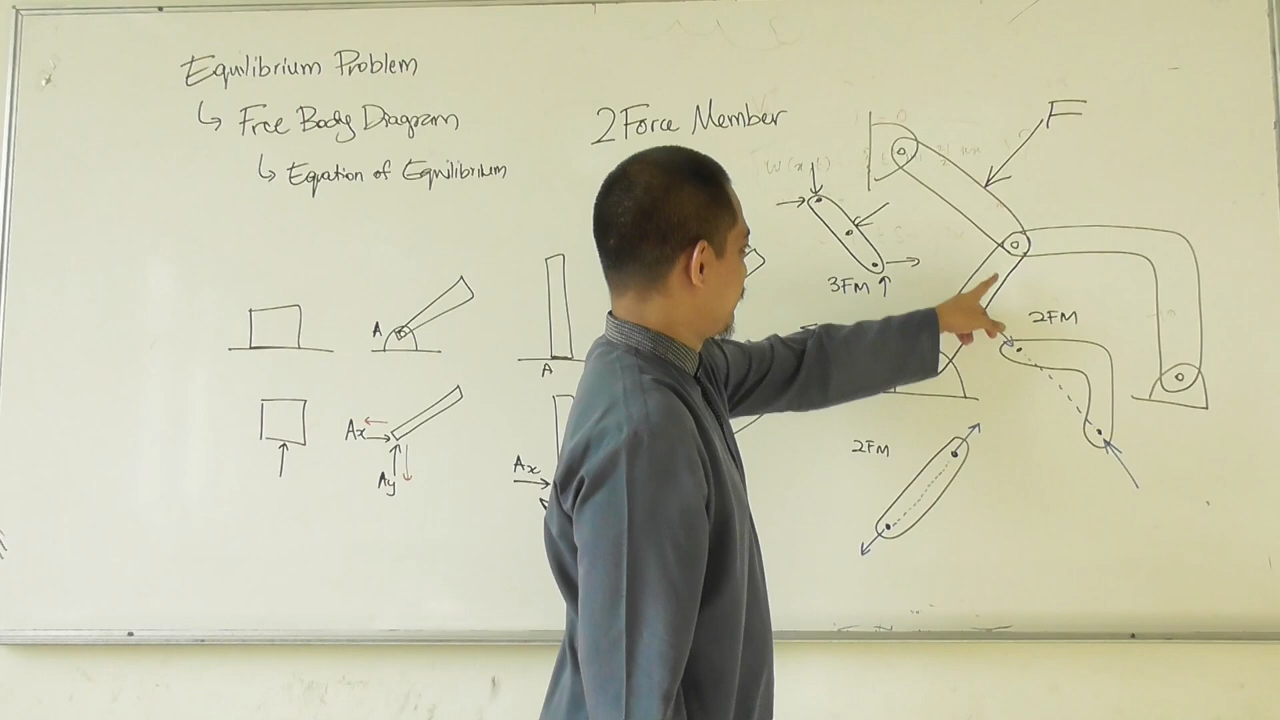 Equilibrium Problem
↳ Free Body Diagram
↳ Equation of Equilibrium
2 Force Member
F
3FM
2FM
A
A
Ax
Ay
Ax
2FM